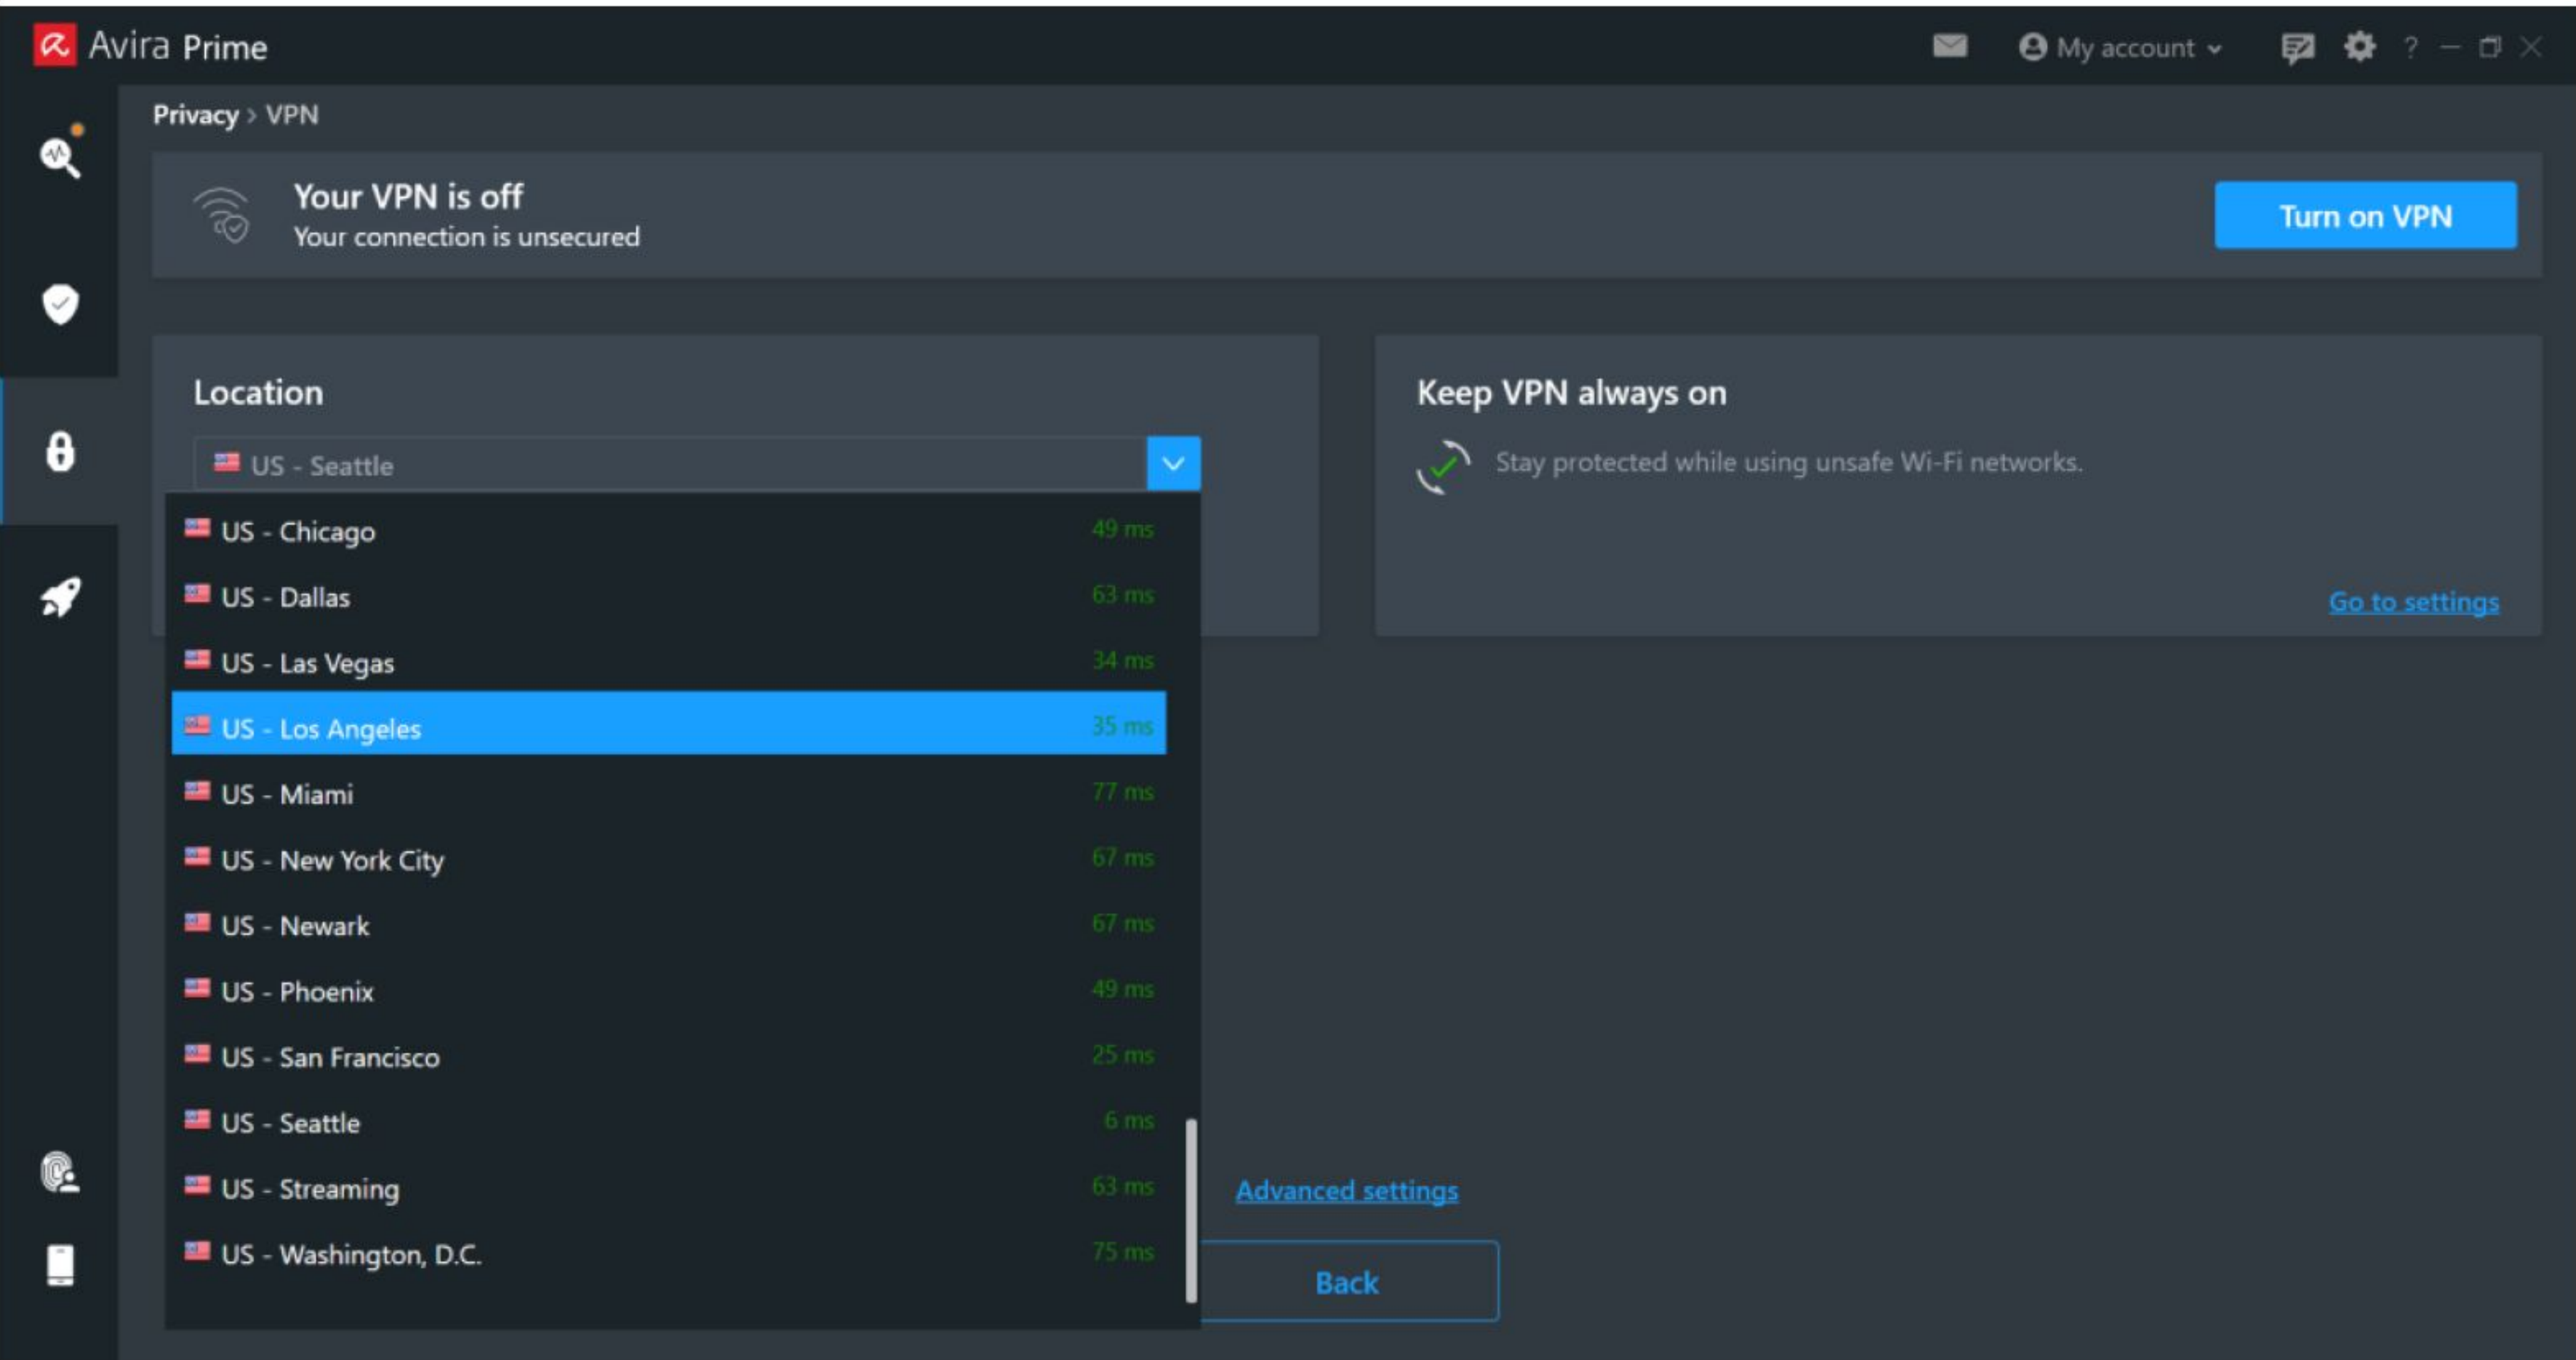 Avira Prime
My account
?
Privacy > VPN
Your VPN is off
Your connection is unsecured
Turn on VPN
Location
US - Seattle
US - Chicago 49 ms
US - Dallas 63 ms
US - Las Vegas 34 ms
US - Los Angeles 35 ms
US - Miami 77 ms
US - New York City 67 ms
US - Newark 67 ms
US - Phoenix 49 ms
US - San Francisco 25 ms
US - Seattle 6 ms
US - Streaming 63 ms
US - Washington, D.C. 75 ms
Keep VPN always on
Stay protected while using unsafe Wi-Fi networks.
Go to settings
Advanced settings
Back